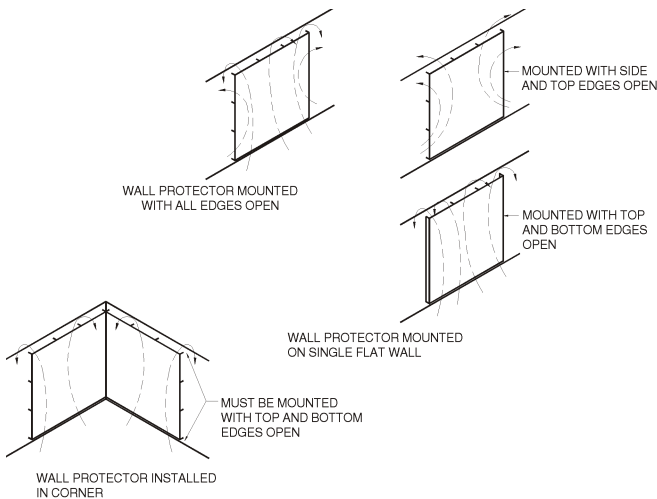 WALL PROTECTOR MOUNTED
WITH ALL EDGES OPEN
MOUNTED WITH SIDE
AND TOP EDGES OPEN
MOUNTED WITH TOP
AND BOTTOM EDGES
OPEN
WALL PROTECTOR MOUNTED
ON SINGLE FLAT WALL
MUST BE MOUNTED
WITH TOP AND BOTTOM
EDGES OPEN
WALL PROTECTOR INSTALLED
IN CORNER